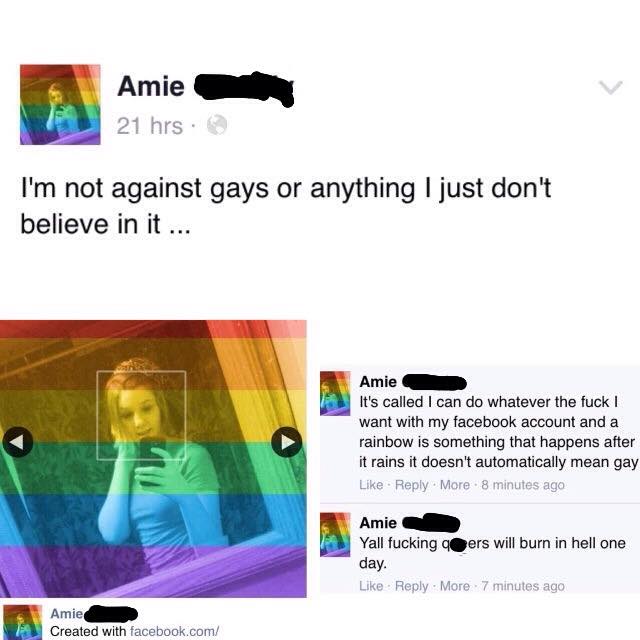 Amie
21 hrs ·
I'm not against gays or anything I just don't
believe in it ...
Amie
It's called I can do whatever the fuck I
want with my facebook account and a
rainbow is something that happens after
it rains it doesn't automatically mean gay
Like · Reply · More · 8 minutes ago
Amie
Yall fucking q ers will burn in hell one
day.
Like · Reply · More · 7 minutes ago
Amie
Created with facebook.com/